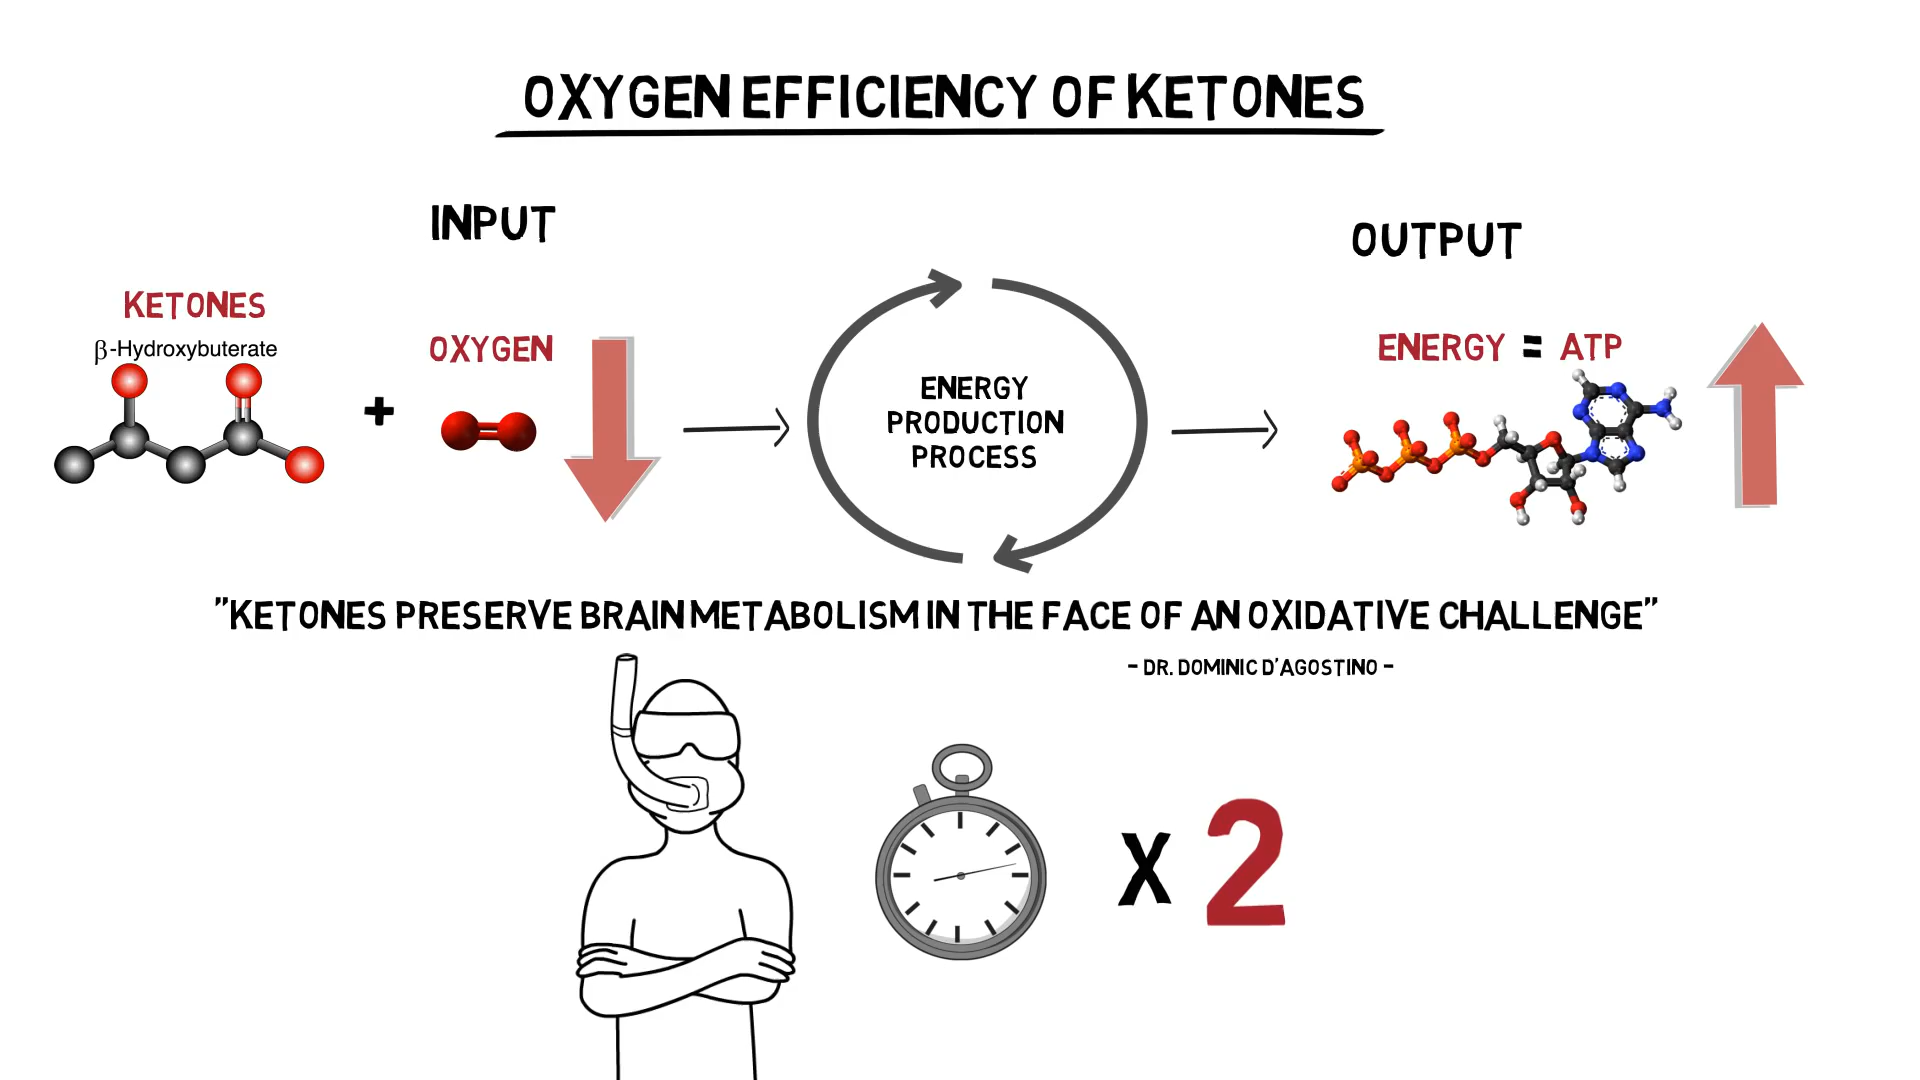 OXYGEN EFFICIENCY OF KETONES
INPUT
OUTPUT
KETONES
β-Hydroxybuterate
+
OXYGEN
ENERGY
PRODUCTION
PROCESS
ENERGY = ATP
"KETONES PRESERVE BRAIN METABOLISM IN THE FACE OF AN OXIDATIVE CHALLENGE"
- DR. DOMINIC D'AGOSTINO -
X 2